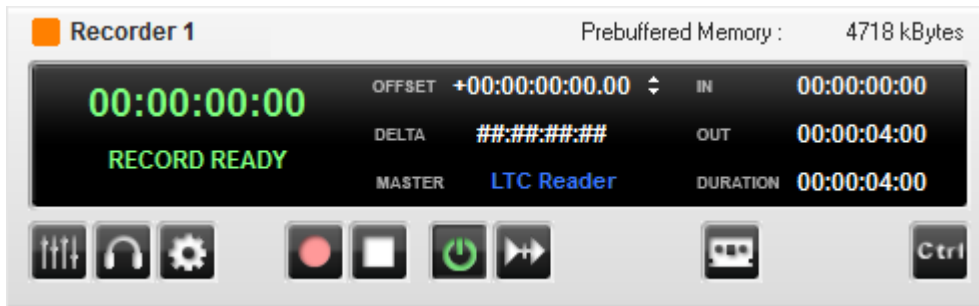 Recorder 1 Prebuffered Memory : 4718 kBytes
00:00:00:00
RECORD READY
OFFSET +00:00:00:00.00 IN 00:00:00:00
DELTA ##:##:##:## OUT 00:00:04:00
MASTER LTC Reader DURATION 00:00:04:00
Ctrl